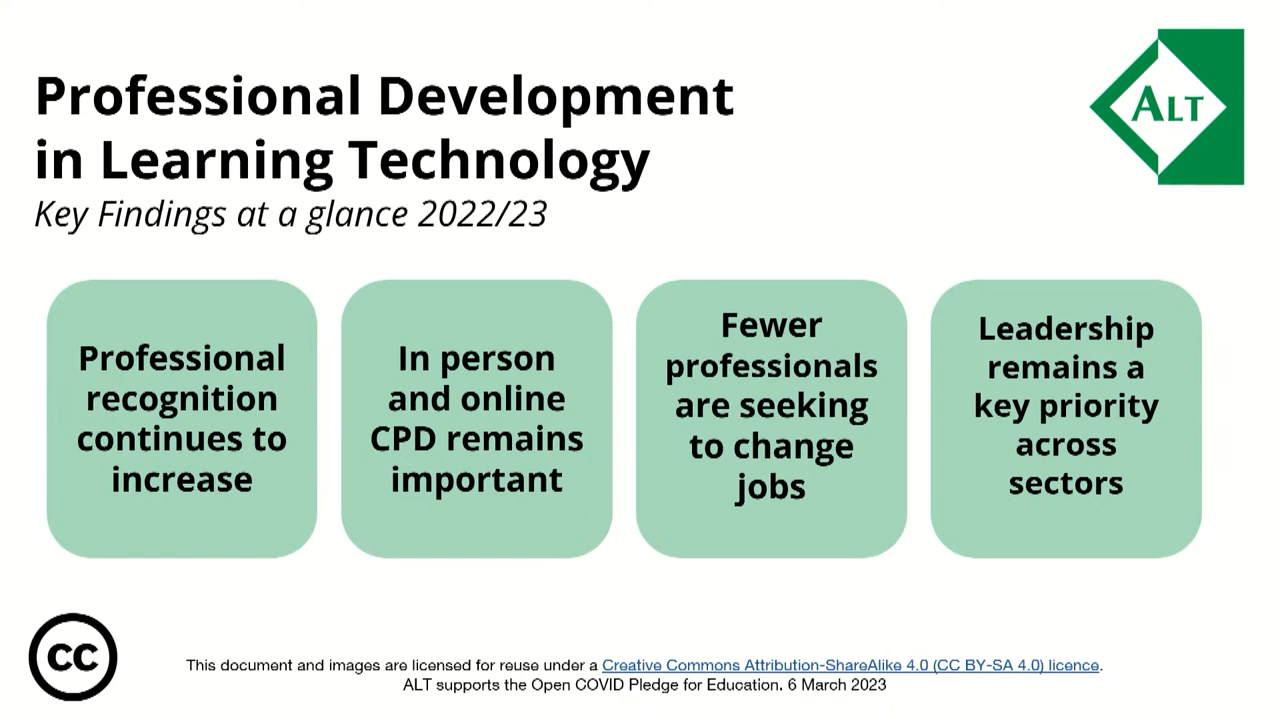 Professional Development
in Learning Technology
Key Findings at a glance 2022/23
ALT
Professional
recognition
continues to
increase
In person
and online
CPD remains
important
Fewer
professionals
are seeking
to change
jobs
Leadership
remains a
key priority
across
sectors
cc
This document and images are licensed for reuse under a Creative Commons Attribution-ShareAlike 4.0 (CC BY-SA 4.0) licence.
ALT supports the Open COVID Pledge for Education. 6 March 2023